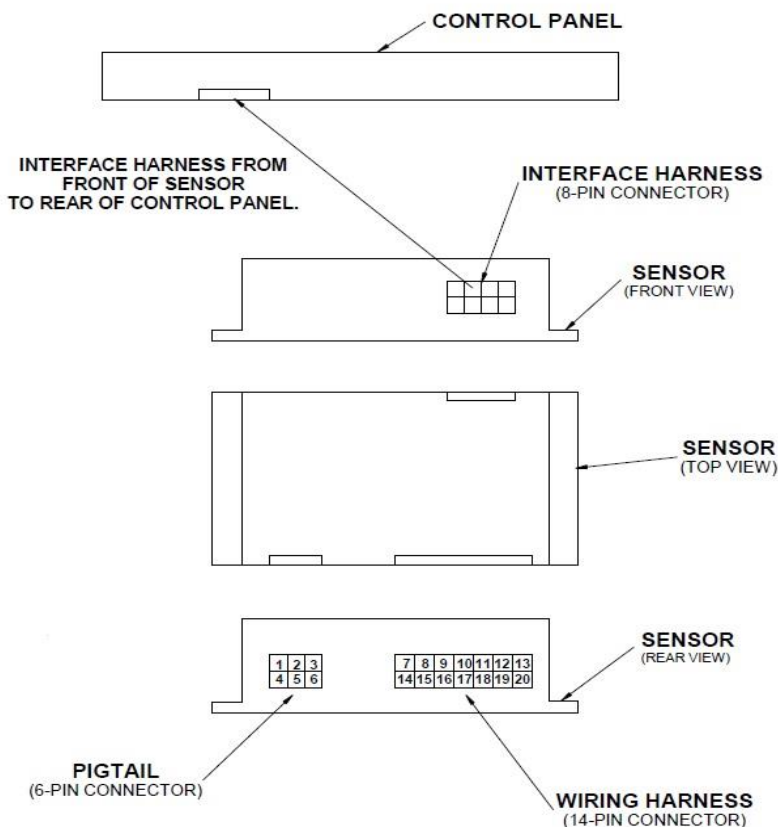 CONTROL PANEL
INTERFACE HARNESS FROM
FRONT OF SENSOR
TO REAR OF CONTROL PANEL.
INTERFACE HARNESS
(8-PIN CONNECTOR)
SENSOR
(FRONT VIEW)
SENSOR
(TOP VIEW)
SENSOR
(REAR VIEW)
1 2 3
4 5 6
7 8 9 10 11 12 13
14 15 16 17 18 19 20
PIGTAIL
(6-PIN CONNECTOR)
WIRING HARNESS
(14-PIN CONNECTOR)